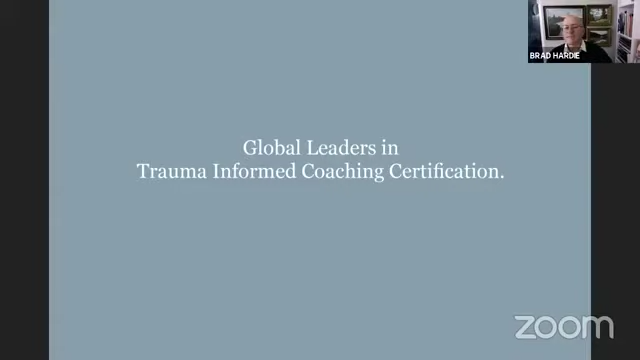 BRAD HARDIE
Global Leaders in
Trauma Informed Coaching Certification.
zoom